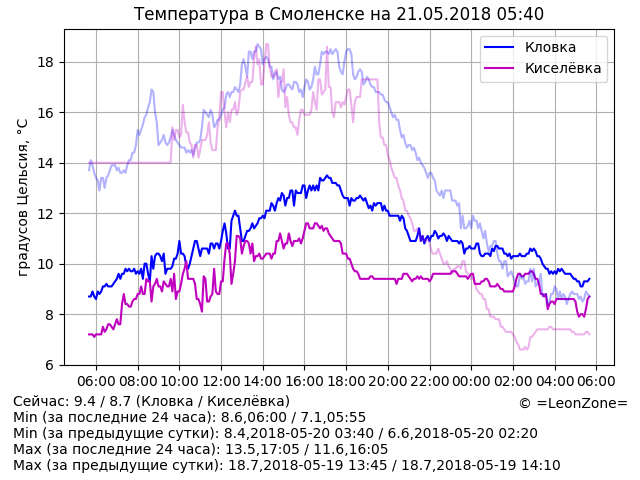 Температура в Смоленске на 21.05.2018 05:40
градусов Цельсия, °C
18
16
14
12
10
8
6
Кловка
Киселёвка
06:00 08:00 10:00 12:00 14:00 16:00 18:00 20:00 22:00 00:00 02:00 04:00 06:00
Сейчас: 9.4 / 8.7 (Кловка / Киселёвка)
© =LeonZone=
Min (за последние 24 часа): 8.6,06:00 / 7.1,05:55
Min (за предыдущие сутки): 8.4,2018-05-20 03:40 / 6.6,2018-05-20 02:20
Max (за последние 24 часа): 13.5,17:05 / 11.6,16:05
Max (за предыдущие сутки): 18.7,2018-05-19 13:45 / 18.7,2018-05-19 14:10